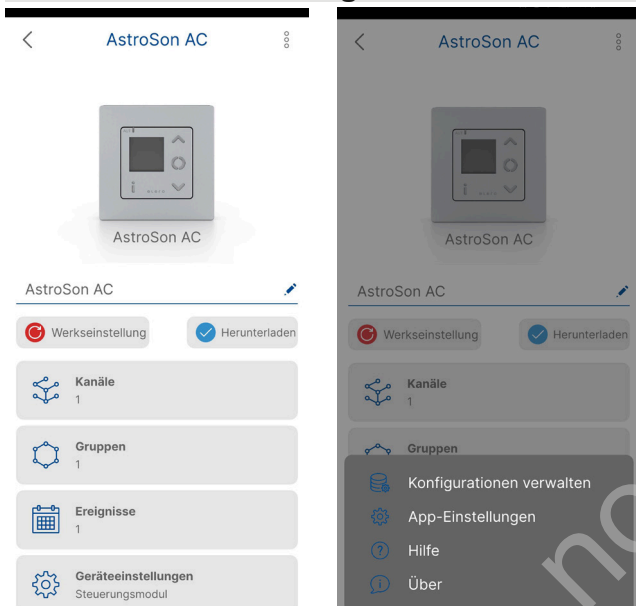 AstroSon AC
AstroSon AC
AstroSon AC
Werkseinstellung
Herunterladen
Kanäle
1
Gruppen
1
Ereignisse
1
Geräteeinstellungen
Steuerungsmodul
AstroSon AC
AstroSon AC
AstroSon AC
Werkseinstellung
Herunterladen
Kanäle
1
Gruppen
Konfigurationen verwalten
App-Einstellungen
Hilfe
Über